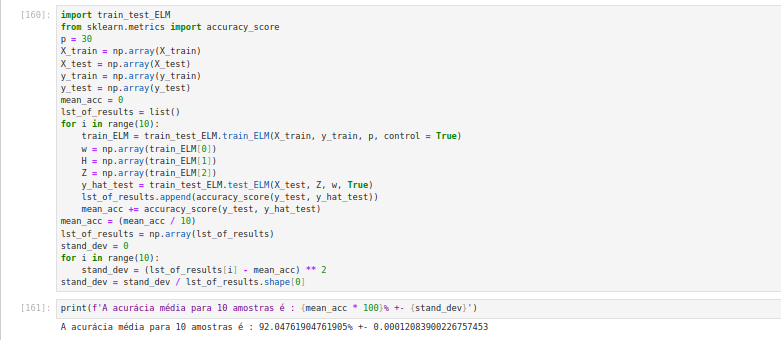 [160]: import train_test_ELM
from sklearn.metrics import accuracy_score
p = 30
X_train = np.array(X_train)
X_test = np.array(X_test)
y_train = np.array(y_train)
y_test = np.array(y_test)
mean_acc = 0
lst_of_results = list()
for i in range(10):
    train_ELM = train_test_ELM.train_ELM(X_train, y_train, p, control = True)
    w = np.array(train_ELM[0])
    H = np.array(train_ELM[1])
    Z = np.array(train_ELM[2])
    y_hat_test = train_test_ELM.test_ELM(X_test, Z, w, True)
    lst_of_results.append(accuracy_score(y_test, y_hat_test))
    mean_acc += accuracy_score(y_test, y_hat_test)
mean_acc = (mean_acc / 10)
lst_of_results = np.array(lst_of_results)
stand_dev = 0
for i in range(10):
    stand_dev = (lst_of_results[i] - mean_acc) ** 2
stand_dev = stand_dev / lst_of_results.shape[0]
[161]: print(f'A acurácia média para 10 amostras é : {mean_acc * 100}% +- {stand_dev}')
A acurácia média para 10 amostras é : 92.04761904761905% +- 0.00012083900226757453